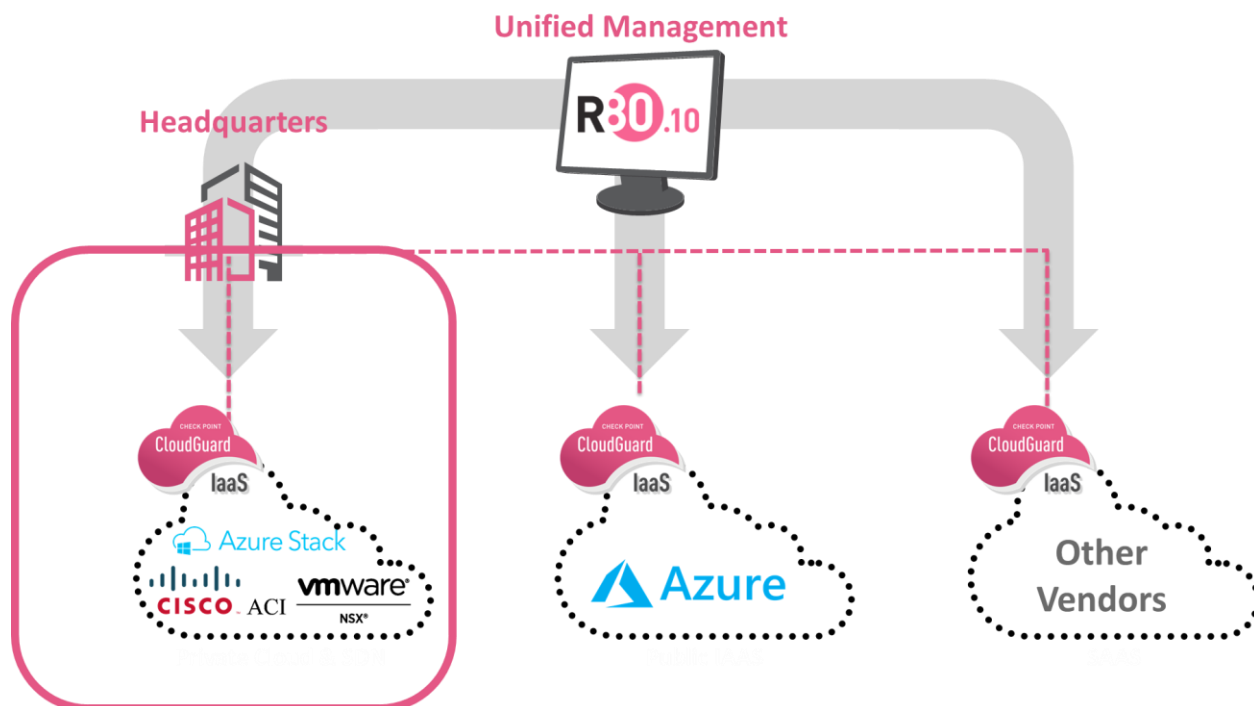 Unified Management
R80.10
Headquarters
CHECK POINT
CloudGuard
IaaS
Azure Stack
CISCO ACI
vmware®
NSX®
CHECK POINT
CloudGuard
IaaS
Azure
CHECK POINT
CloudGuard
IaaS
Other
Vendors